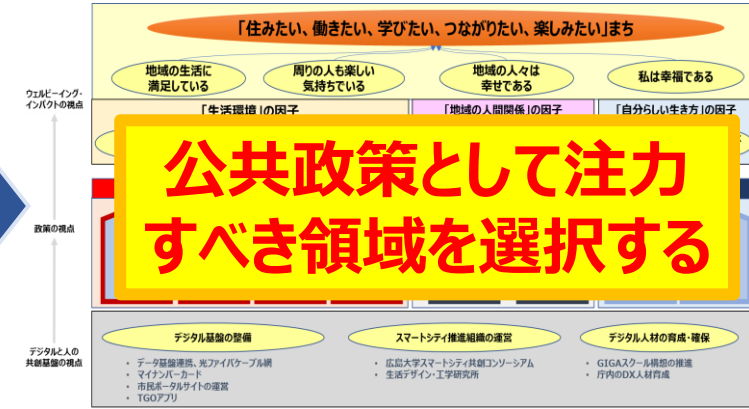 「住みたい、働きたい、学びたい、つながりたい、楽しみたい」まち
地域の生活に
満足している
周りの人も楽しい
気持ちでいる
地域の人々は
幸せである
私は幸福である
ウェルビーイング・
インパクトの視点
「生活環境」の因子
「地域の人間関係」の因子
「自分らしい生き方」の因子
公共政策として注力
すべき領域を選択する
政策の視点
デジタルと人の
共創基盤の視点
デジタル基盤の整備
・ データ基盤連携、光ファイバケーブル網
・ マイナンバーカード
・ 市民ポータルサイトの運営
・ TGOアプリ
スマートシティ推進組織の運営
・ 広島大学スマートシティ共創コンソーシアム
・ 生活デザイン・工学研究所
デジタル人材の育成・確保
・ GIGAスクール構想の推進
・ 庁内のDX人材育成